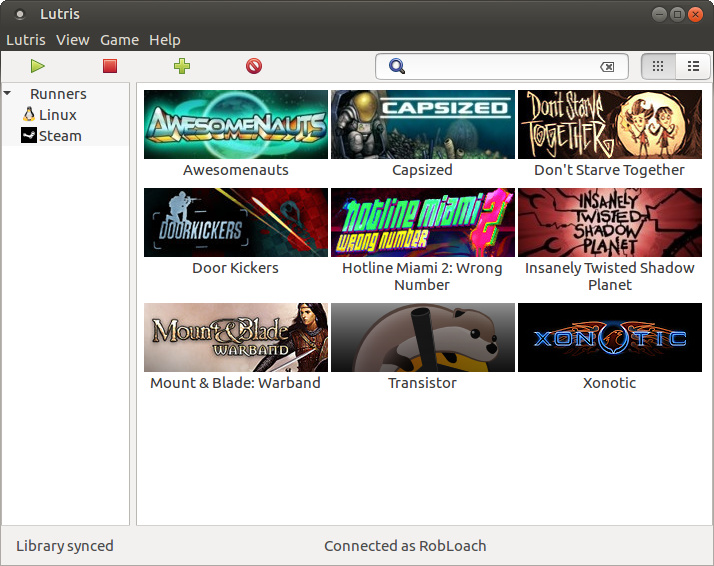 Lutris
Lutris View Game Help
Runners
Linux
Steam
AWESOMENAUTS
Awesomenauts
CAPSIZED
Capsized
Don't Starve
TOGETHER
Don't Starve Together
DOORKICKERS
Door Kickers
hotline miami 2
wrong number
Hotline Miami 2: Wrong
Number
INSANELY
TWISTED
SHADOW
PLANET
Insanely Twisted Shadow
Planet
Mount & Blade
WARBAND
Mount & Blade: Warband
Transistor
XONOTIC
Xonotic
Library synced
Connected as RobLoach